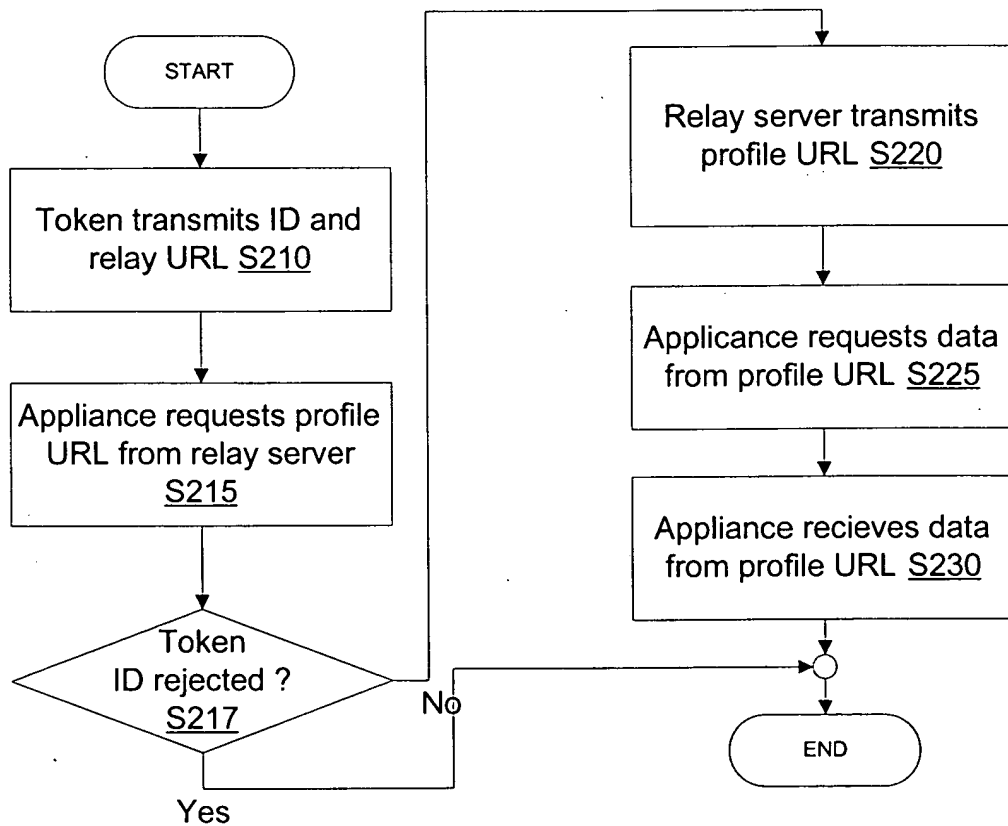 START
Token transmits ID and
relay URL S210
Appliance requests profile
URL from relay server
S215
Token
ID rejected ?
S217
No
Yes
Relay server transmits
profile URL S220
Applicance requests data
from profile URL S225
Appliance recieves data
from profile URL S230
END